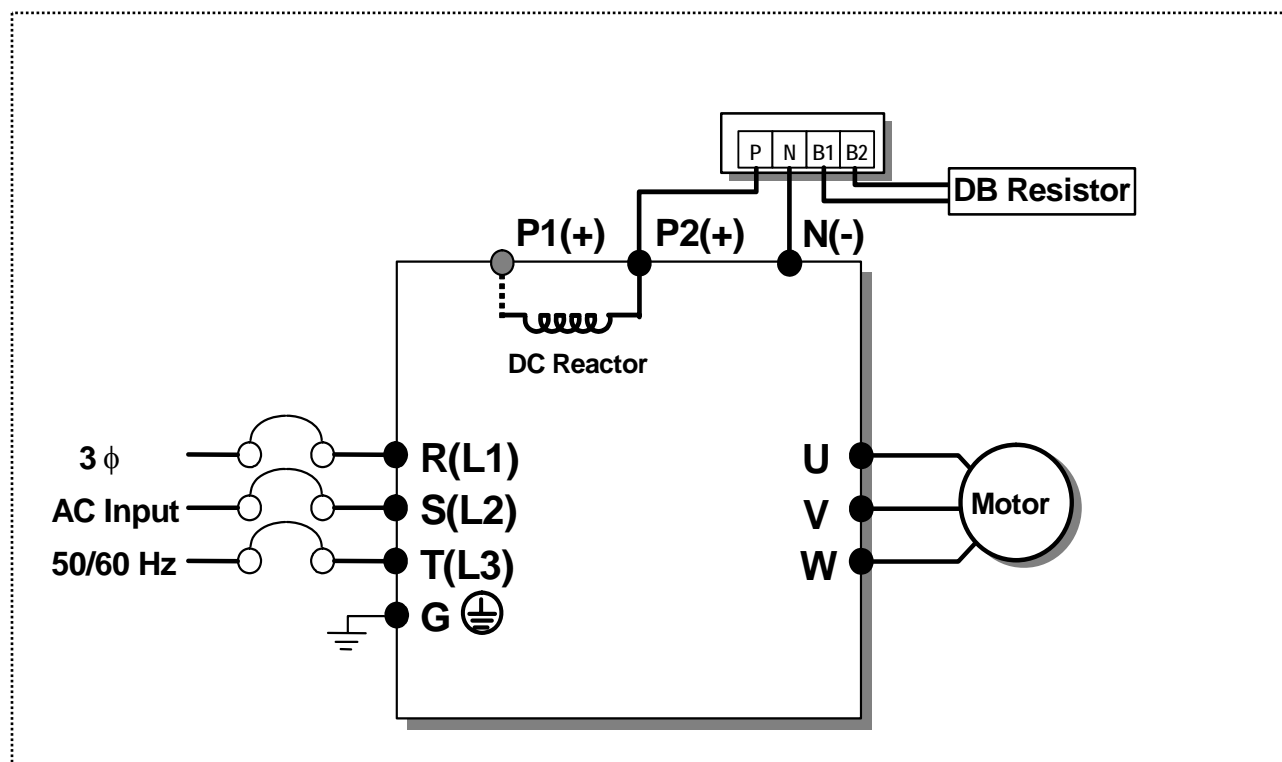 P N B1 B2
DB Resistor
P1(+) P2(+) N(-)
DC Reactor
3 ϕ
R(L1)
U
AC Input
S(L2)
V
Motor
50/60 Hz
T(L3)
W
G